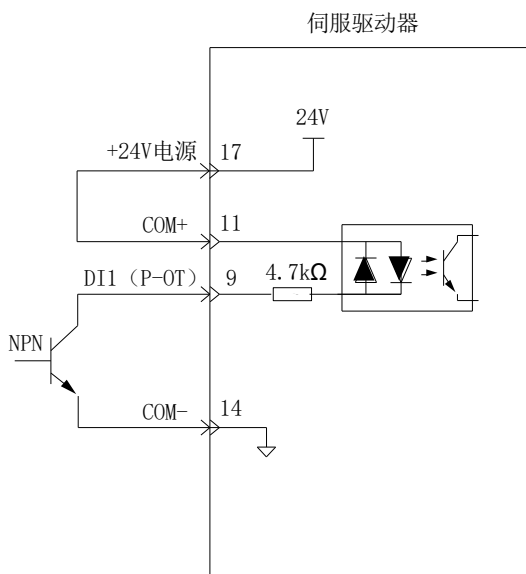 伺服驱动器
24V
+24V电源 17
COM+ 11
DI1（P-OT） 9 4.7kΩ
NPN
COM- 14